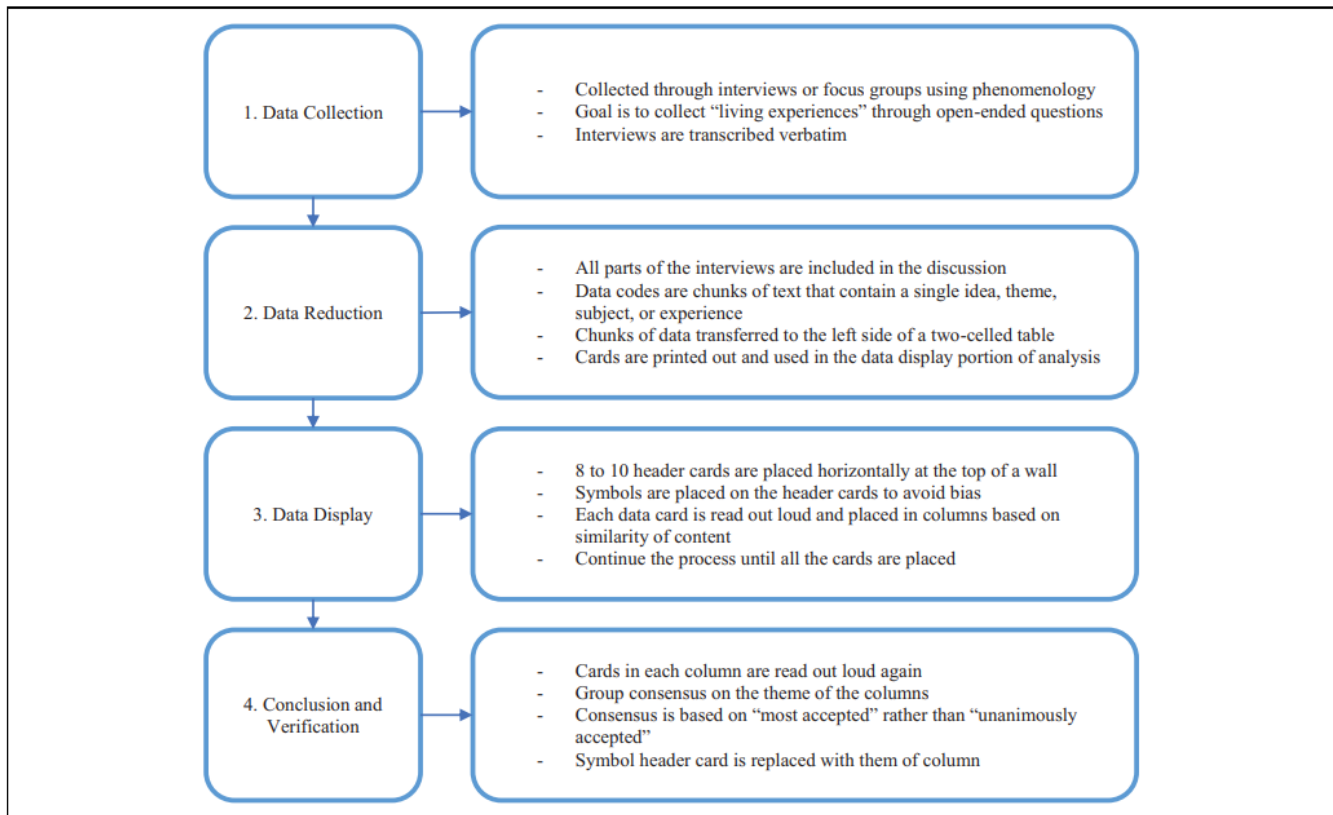 1. Data Collection
- Collected through interviews or focus groups using phenomenology
- Goal is to collect “living experiences” through open-ended questions
- Interviews are transcribed verbatim
2. Data Reduction
- All parts of the interviews are included in the discussion
- Data codes are chunks of text that contain a single idea, theme,
subject, or experience
- Chunks of data transferred to the left side of a two-celled table
- Cards are printed out and used in the data display portion of analysis
3. Data Display
- 8 to 10 header cards are placed horizontally at the top of a wall
- Symbols are placed on the header cards to avoid bias
- Each data card is read out loud and placed in columns based on
similarity of content
- Continue the process until all the cards are placed
4. Conclusion and
Verification
- Cards in each column are read out loud again
- Group consensus on the theme of the columns
- Consensus is based on “most accepted” rather than “unanimously
accepted”
- Symbol header card is replaced with them of column